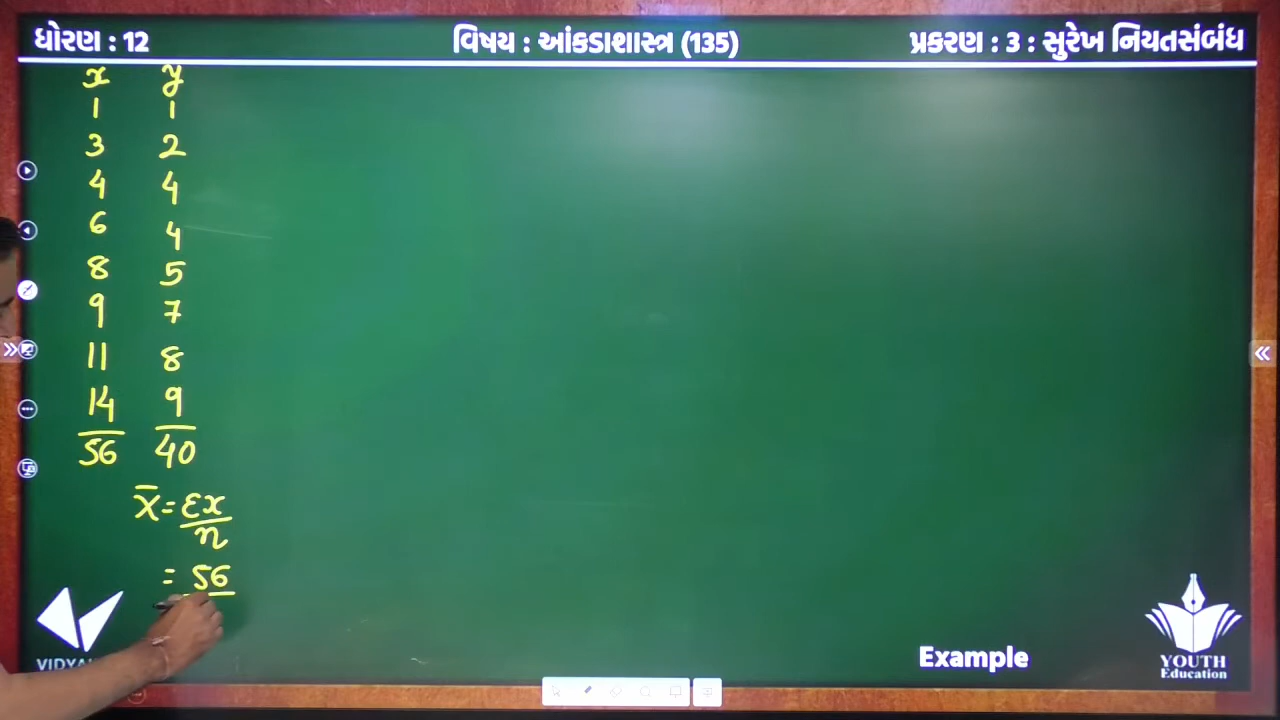 ધોરણ : 12 વિષય : આંકડાશાસ્ત્ર (135) પ્રકરણ : 3 : સુરેખ નિયતસંબંધ
x y
1 1
3 2
4 4
6 4
8 5
9 7
11 8
14 9
56 40
x̄ = Σx
n
= 56
Example
YOUTH
Education